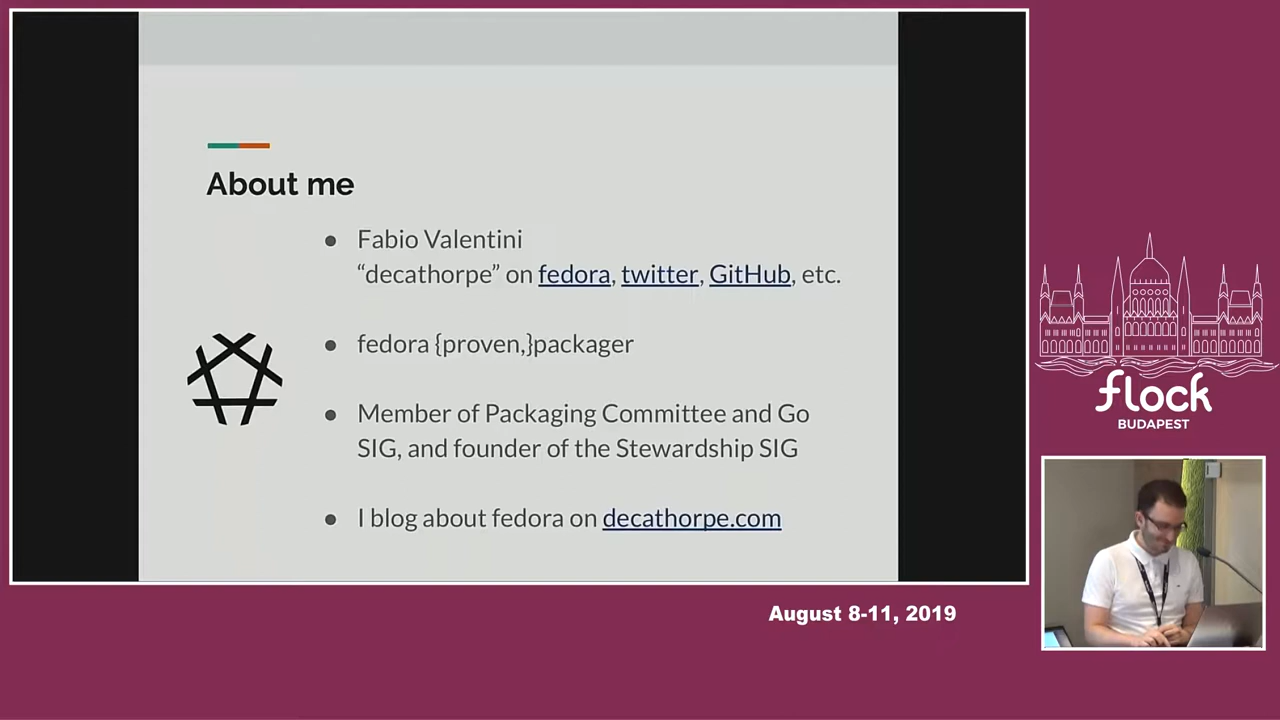 About me
● Fabio Valentini
“decathorpe” on fedora, twitter, GitHub, etc.
● fedora {proven,}packager
● Member of Packaging Committee and Go
SIG, and founder of the Stewardship SIG
● I blog about fedora on decathorpe.com
flock
BUDAPEST
August 8-11, 2019